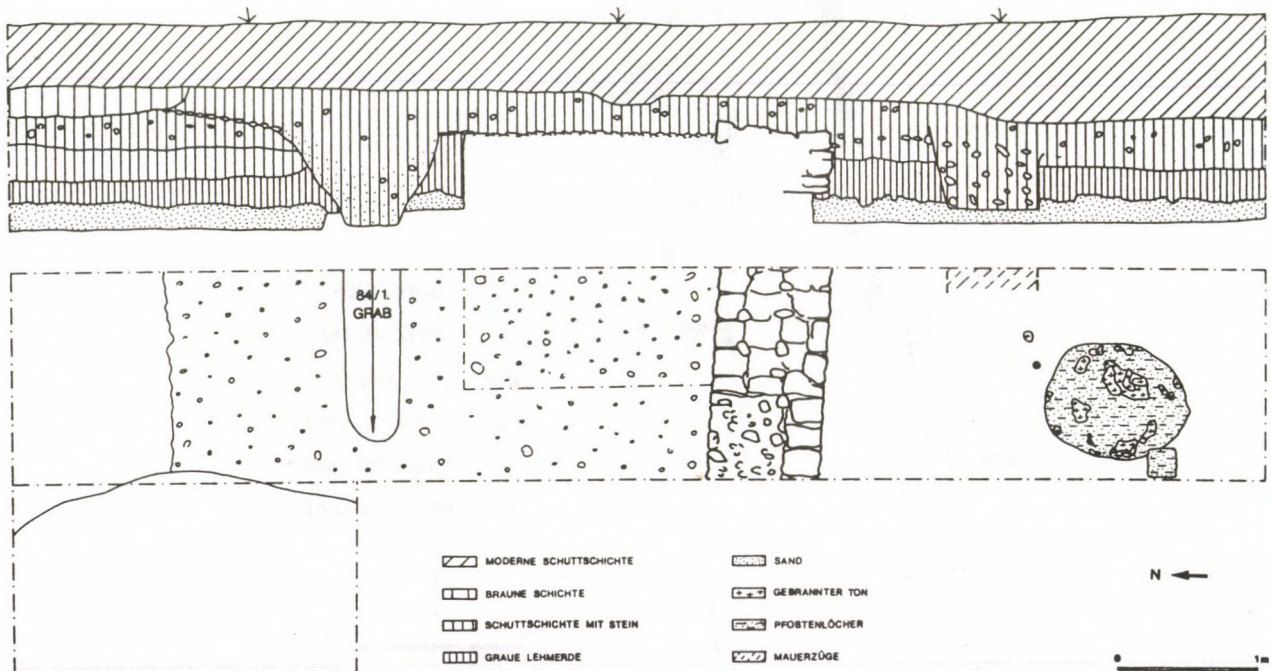 84/1.
GRAB
MODERNE SCHUTTSCHICHTE
BRAUNE SCHICHTE
SCHUTTSCHICHTE MIT STEIN
GRAUE LEHMERDE
SAND
GEBRANNTER TON
PFOSTENLÖCHER
MAUERZÜGE
N
0 1m